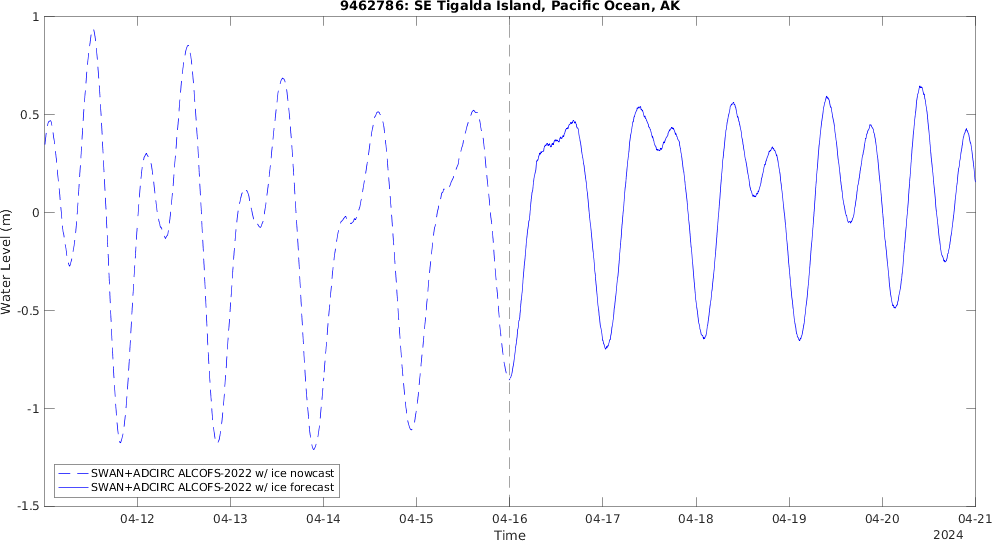 9462786: SE Tigalda Island, Pacific Ocean, AK
1
0.5
0
-0.5
-1
-1.5
Water Level (m)
SWAN+ADCIRC ALCOFS-2022 w/ ice nowcast
SWAN+ADCIRC ALCOFS-2022 w/ ice forecast
04-12 04-13 04-14 04-15 04-16 04-17 04-18 04-19 04-20 04-21
Time
2024